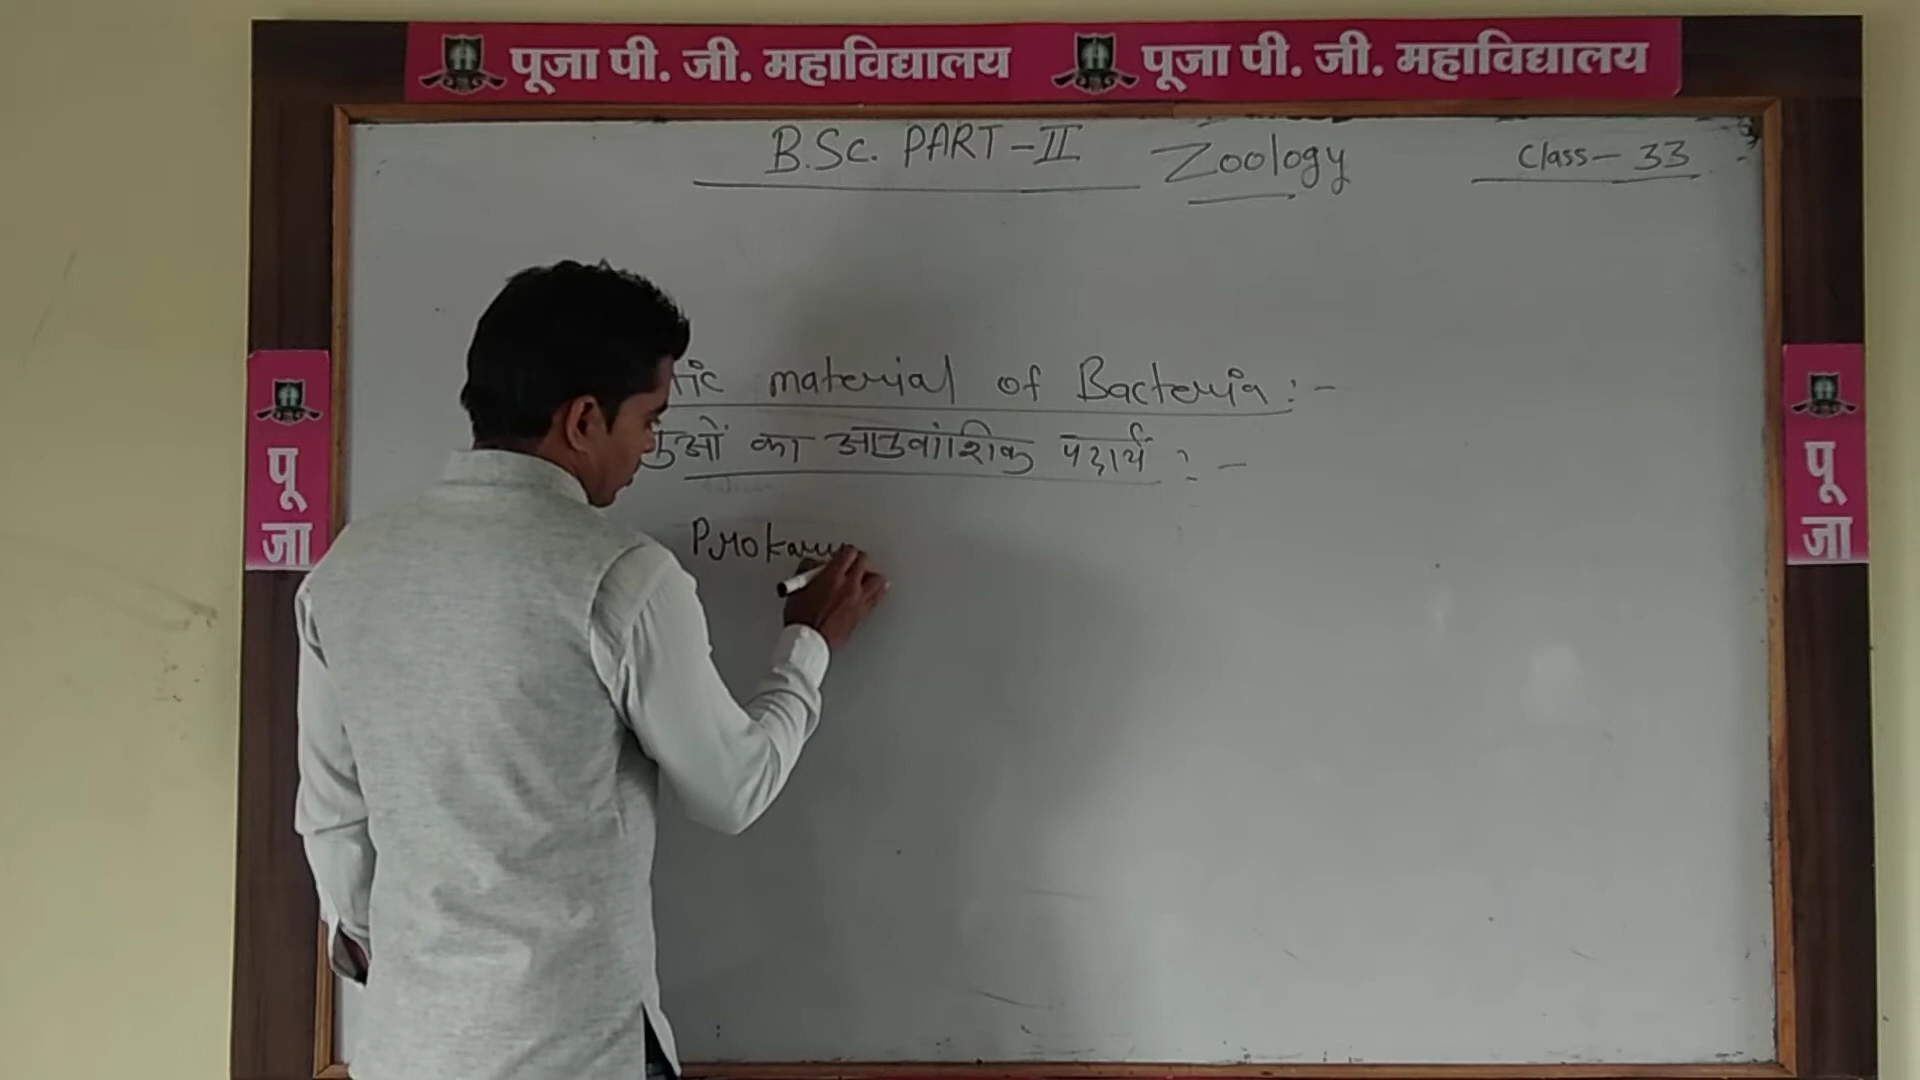 पूजा पी. जी. महाविद्यालय पूजा पी. जी. महाविद्यालय
B.Sc. PART-II Zoology Class-33
material of Bacteria:-
का आनुवांशिक पदार्थ :-
पू
जा
पू
जा